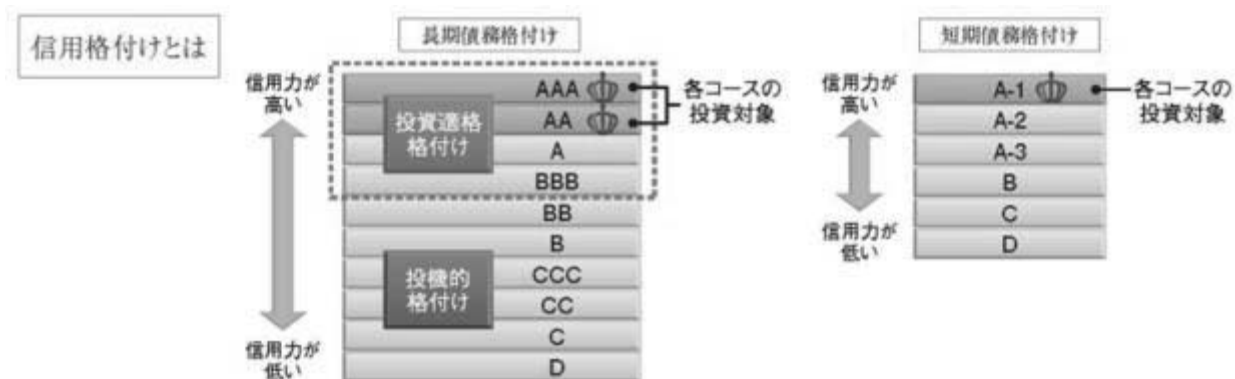 信用格付けとは
長期債務格付け
信用力が
高い
信用力が
低い
投資適格
格付け
投機的
格付け
AAA
AA
A
BBB
BB
B
CCC
CC
C
D
各コースの
投資対象
短期債務格付け
信用力が
高い
信用力が
低い
A-1
A-2
A-3
B
C
D
各コースの
投資対象